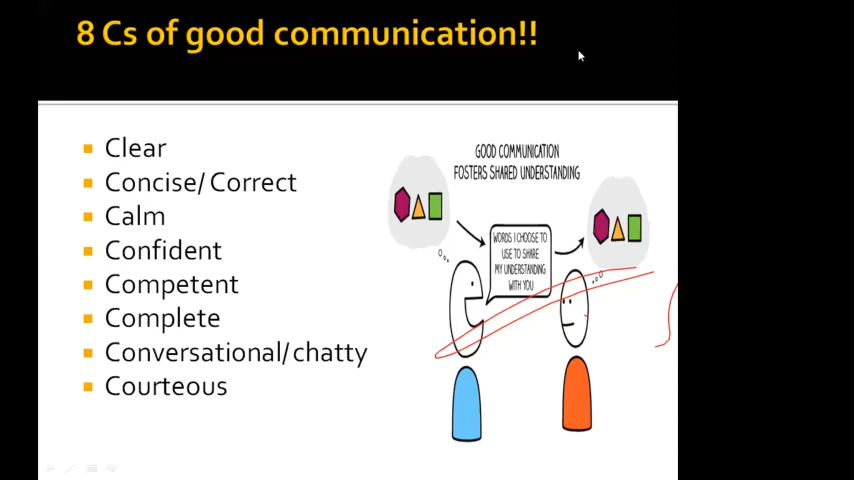 8 Cs of good communication!!
Clear
Concise/ Correct
Calm
Confident
Competent
Complete
Conversational/ chatty
Courteous
GOOD COMMUNICATION
FOSTERS SHARED UNDERSTANDING
WORDS I CHOOSE TO
USE TO SHARE
MY UNDERSTANDING
WITH YOU